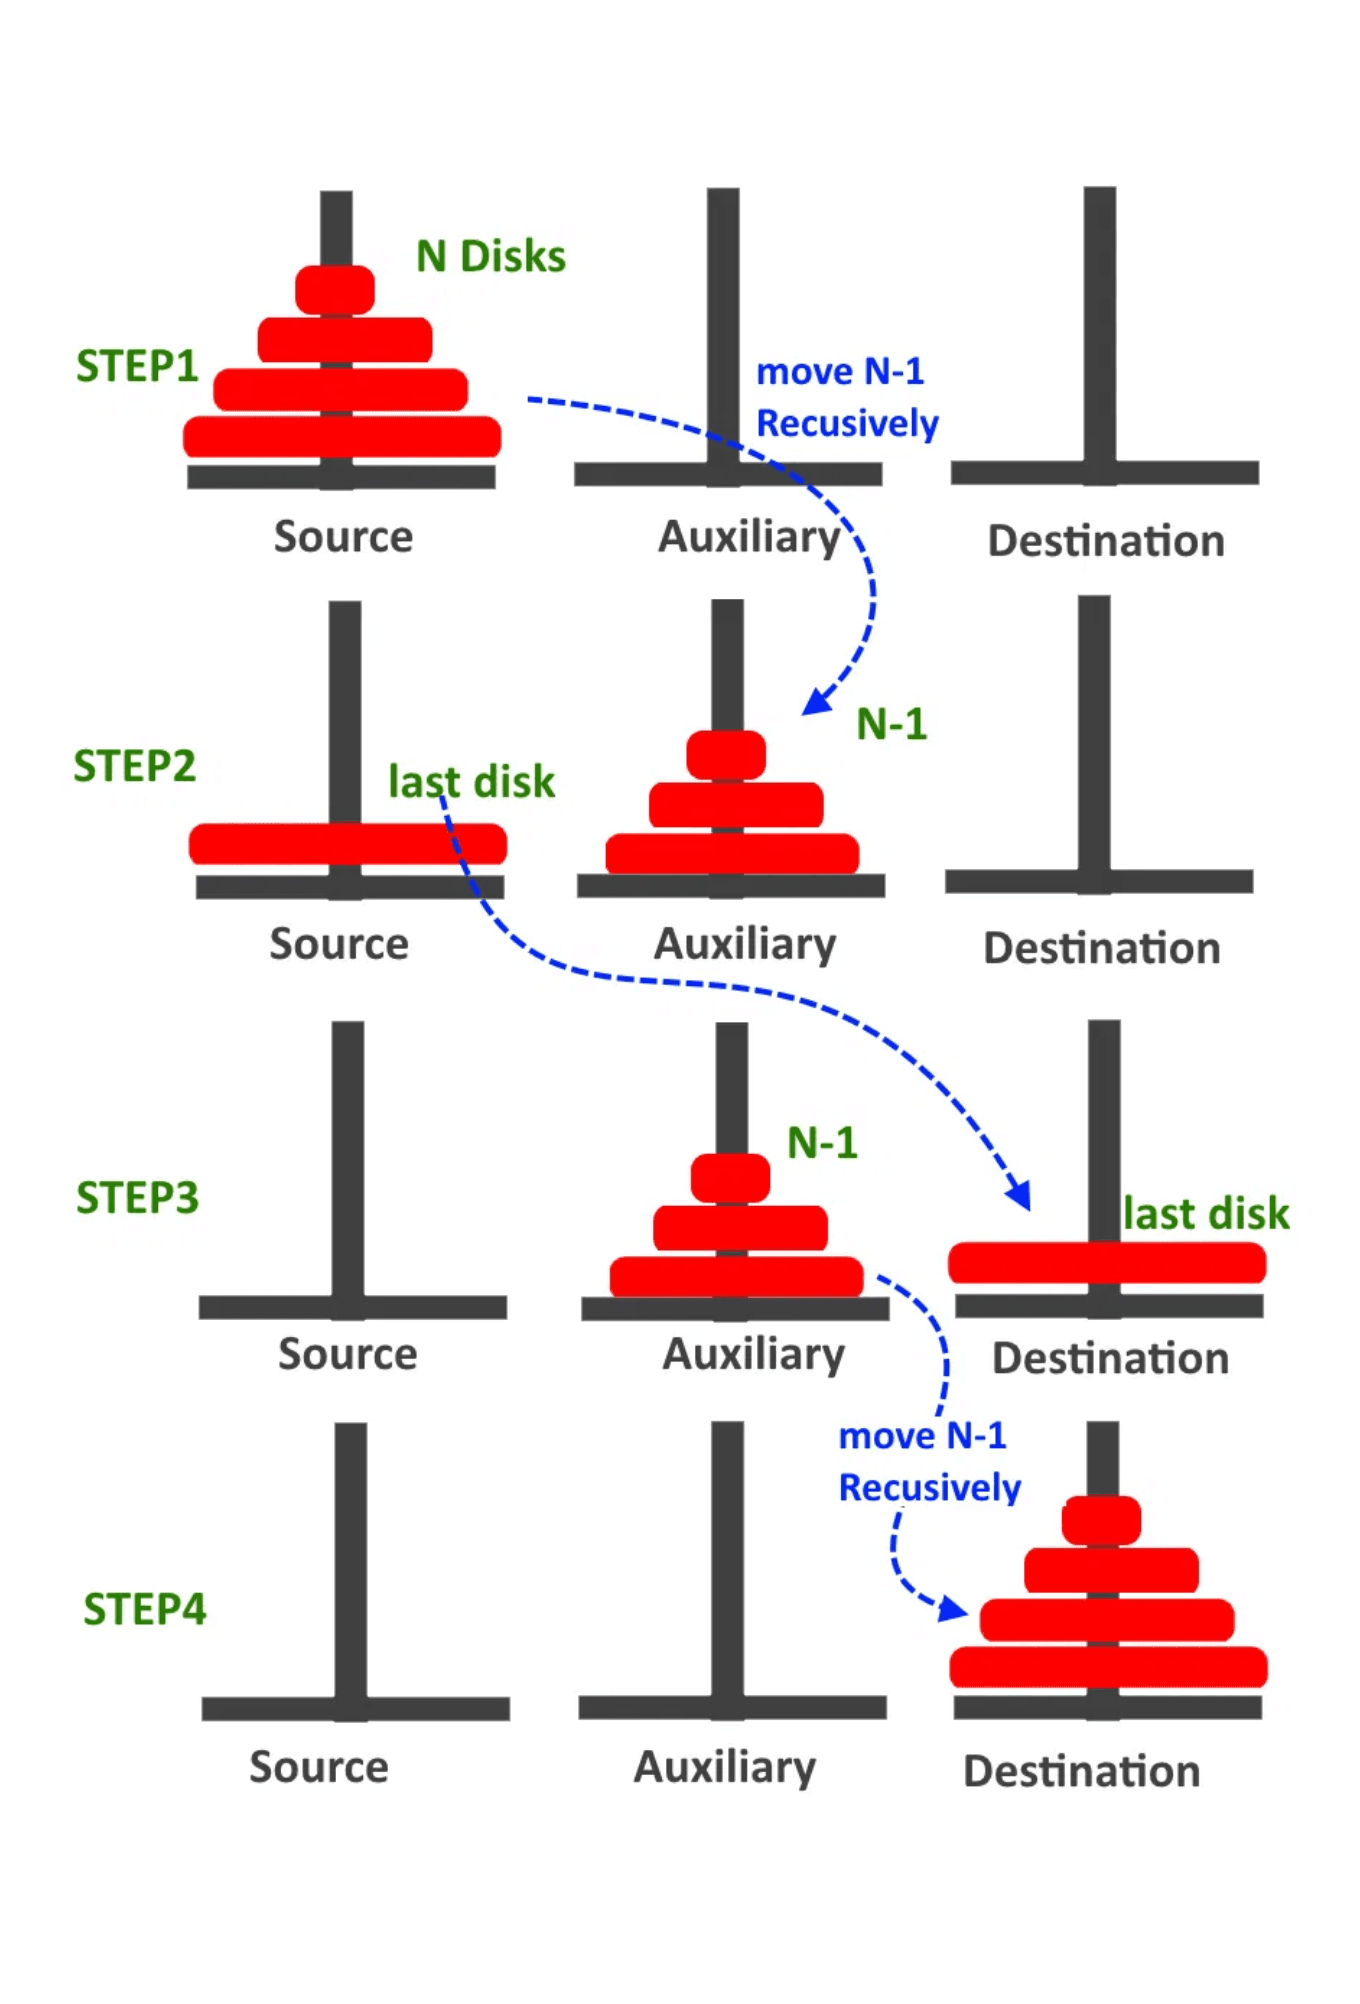 N Disks
STEP1
move N-1
Recusively
Source
Auxiliary
Destination
N-1
STEP2
last disk
Source
Auxiliary
Destination
N-1
STEP3
last disk
Source
Auxiliary
Destination
move N-1
Recusively
STEP4
Source
Auxiliary
Destination